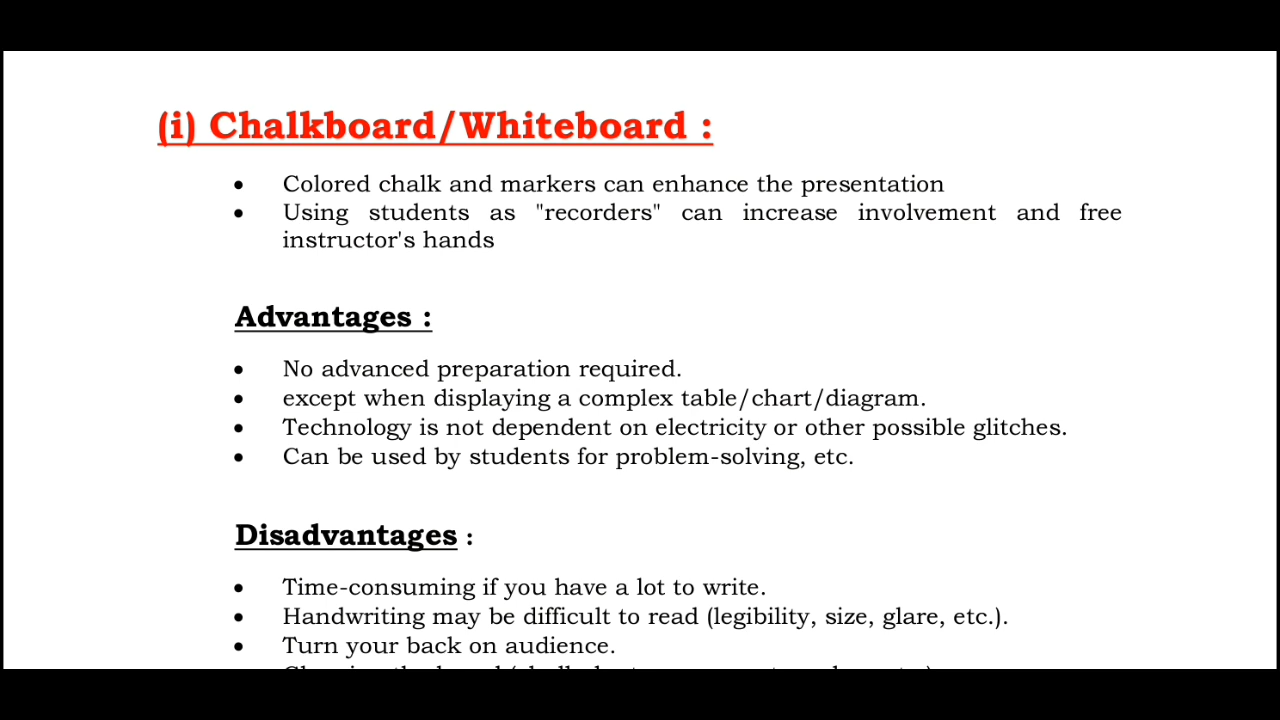 (i) Chalkboard/Whiteboard :
• Colored chalk and markers can enhance the presentation
• Using students as "recorders" can increase involvement and free
instructor's hands
Advantages :
• No advanced preparation required.
• except when displaying a complex table/chart/diagram.
• Technology is not dependent on electricity or other possible glitches.
• Can be used by students for problem-solving, etc.
Disadvantages :
• Time-consuming if you have a lot to write.
• Handwriting may be difficult to read (legibility, size, glare, etc.).
• Turn your back on audience.